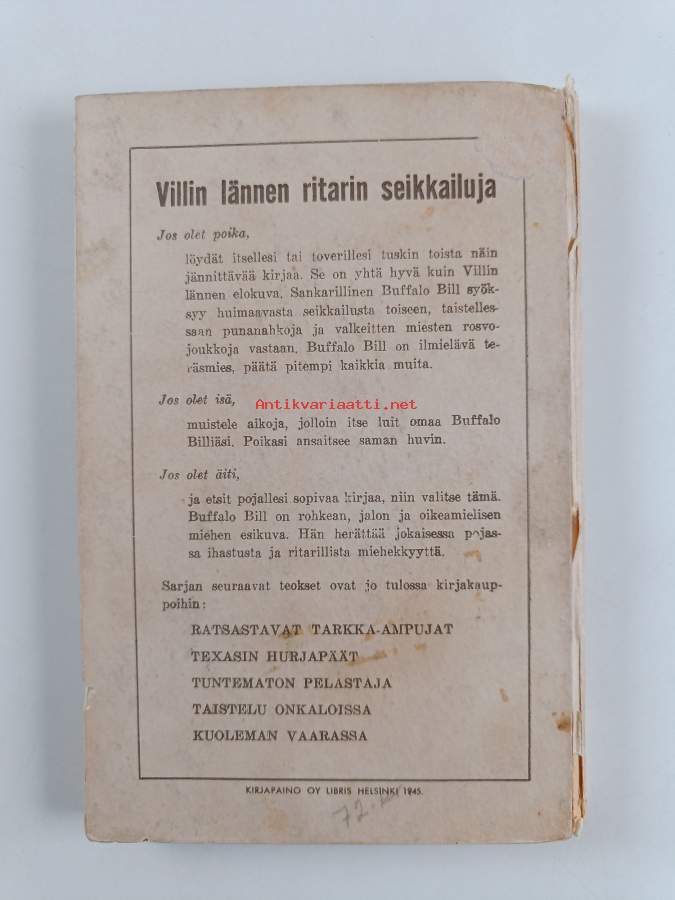 Villin lännen ritarin seikkailuja
Jos olet poika,
löydät itsellesi tai toverillesi tuskin toista näin
jännittävää kirjaa. Se on yhtä hyvä kuin Villin
lännen elokuva. Sankarillinen Buffalo Bill syök-
syy huimaavasta seikkailusta toiseen, taistelles-
saan punanahkoja ja valkeitten miesten rosvo-
joukkoja vastaan. Buffalo Bill on ilmielävä te-
räsmies, päätä pitempi kaikkia muita.
Jos olet isä,
Antikvariaatti.net
muistele aikoja, jolloin itse luit omaa Buffalo
Billiäsi. Poikasi ansaitsee saman huvin.
Jos olet äiti,
ja etsit pojallesi sopivaa kirjaa, niin valitse tämä.
Buffalo Bill on rohkean, jalon ja oikeamielisen
miehen esikuva. Hän herättää jokaisessa pojas-
sa ihastusta ja ritarillista miehekkyyttä.
Sarjan seuraavat teokset ovat jo tulossa kirjakaup-
poihin:
RATSASTAVAT TARKKA-AMPUJAT
TEXASIN HURJAPÄÄT
TUNTEMATON PELASTAJA
TAISTELU ONKALOISSA
KUOLEMAN VAARASSA
KIRJAPAINO OY LIBRIS HELSINKI 1945.
72.